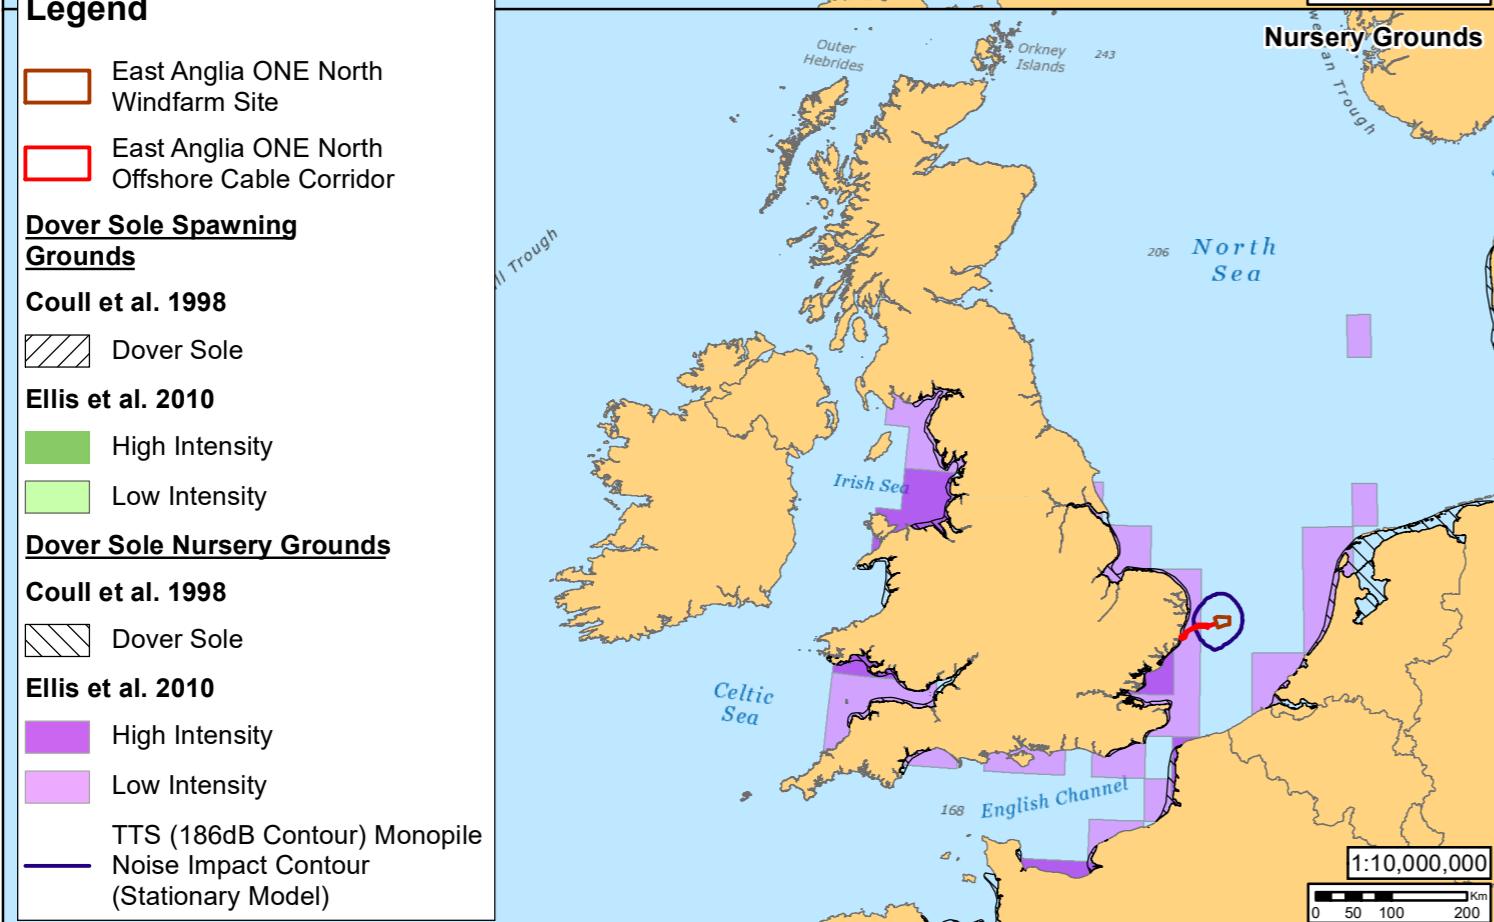 Legend
East Anglia ONE North
Windfarm Site
East Anglia ONE North
Offshore Cable Corridor
Dover Sole Spawning
Grounds
Coull et al. 1998
Dover Sole
Ellis et al. 2010
High Intensity
Low Intensity
Dover Sole Nursery Grounds
Coull et al. 1998
Dover Sole
Ellis et al. 2010
High Intensity
Low Intensity
TTS (186dB Contour) Monopile
Noise Impact Contour
(Stationary Model)
Nursery Grounds
Outer
Hebrides
Orkney
Islands
243
Trough
Trough
206
North
Sea
Irish Sea
Celtic
Sea
168
English Channel
1:10,000,000
Km
0 50 100 200